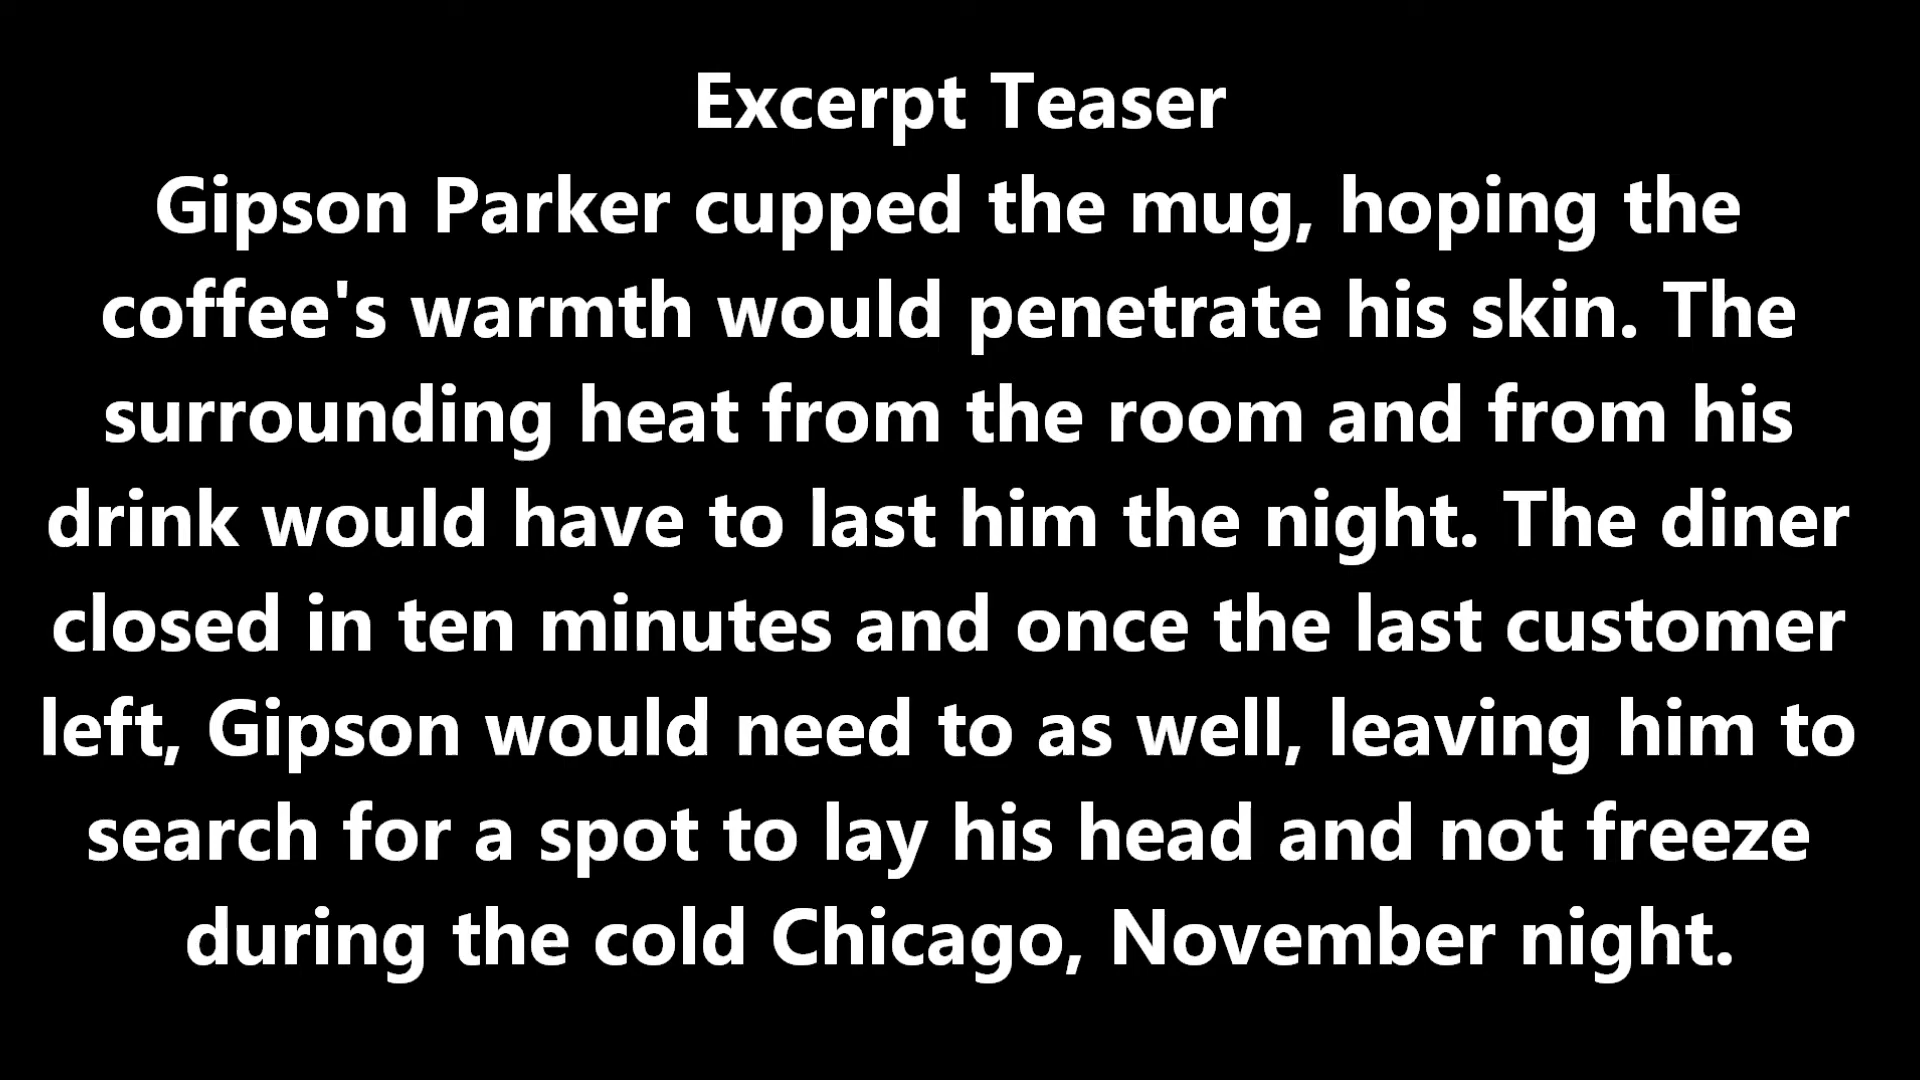 Excerpt Teaser
Gipson Parker cupped the mug, hoping the
coffee's warmth would penetrate his skin. The
surrounding heat from the room and from his
drink would have to last him the night. The diner
closed in ten minutes and once the last customer
left, Gipson would need to as well, leaving him to
search for a spot to lay his head and not freeze
during the cold Chicago, November night.